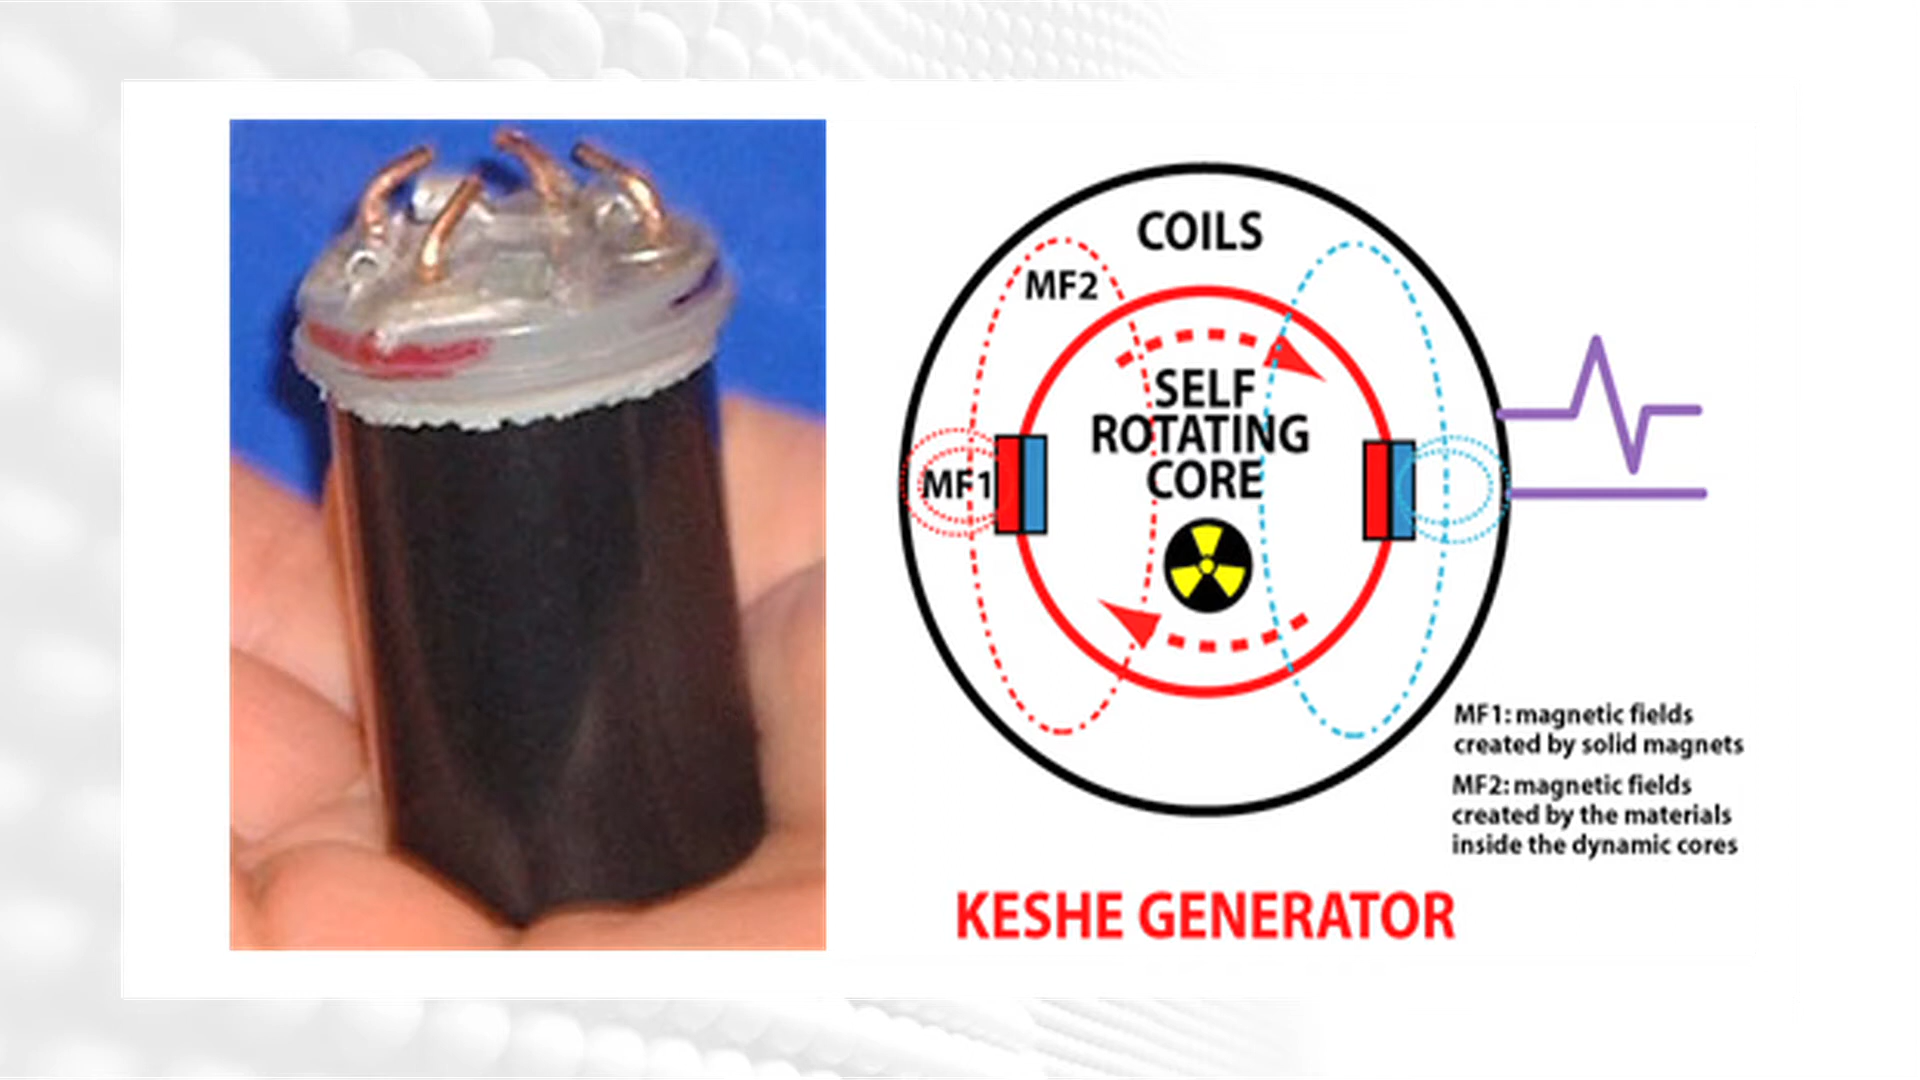 COILS
MF2
SELF
ROTATING
CORE
MF1
MF1: magnetic fields
created by solid magnets
MF2: magnetic fields
created by the materials
inside the dynamic cores
KESHE GENERATOR